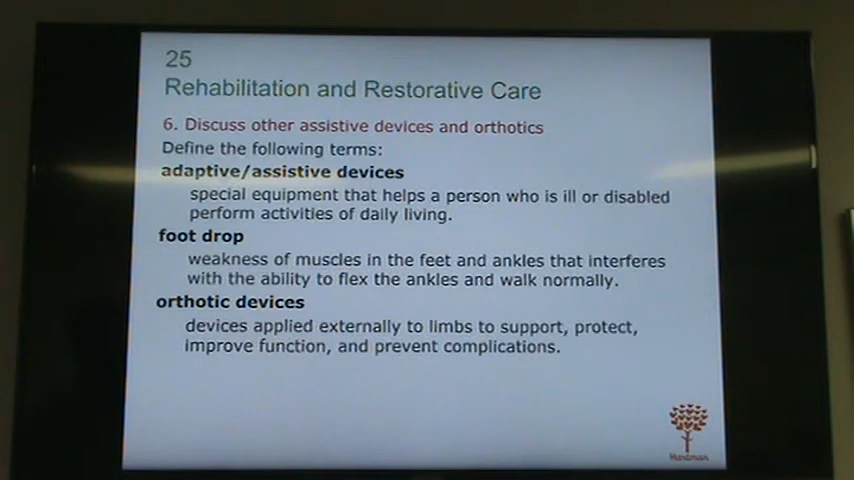 25
Rehabilitation and Restorative Care
6. Discuss other assistive devices and orthotics
Define the following terms:
adaptive/assistive devices
special equipment that helps a person who is ill or disabled
perform activities of daily living.
foot drop
weakness of muscles in the feet and ankles that interferes
with the ability to flex the ankles and walk normally.
orthotic devices
devices applied externally to limbs to support, protect,
improve function, and prevent complications.
Hartman